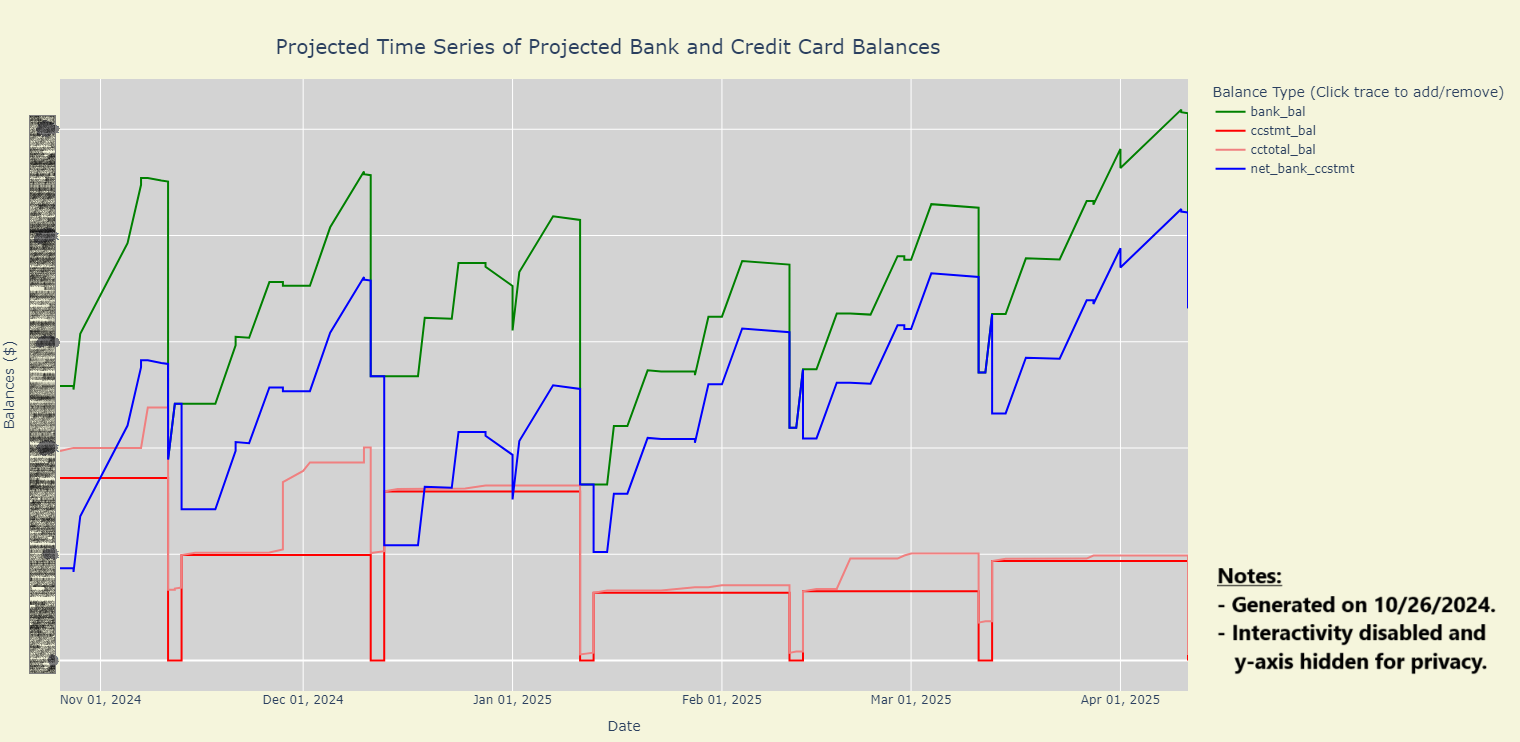 Projected Time Series of Projected Bank and Credit Card Balances
Balance Type (Click trace to add/remove)
bank_bal
ccstmt_bal
cctotal_bal
net_bank_ccstmt
Balances ($)
Notes:
- Generated on 10/26/2024.
- Interactivity disabled and
y-axis hidden for privacy.
Nov 01, 2024
Dec 01, 2024
Jan 01, 2025
Feb 01, 2025
Mar 01, 2025
Apr 01, 2025
Date